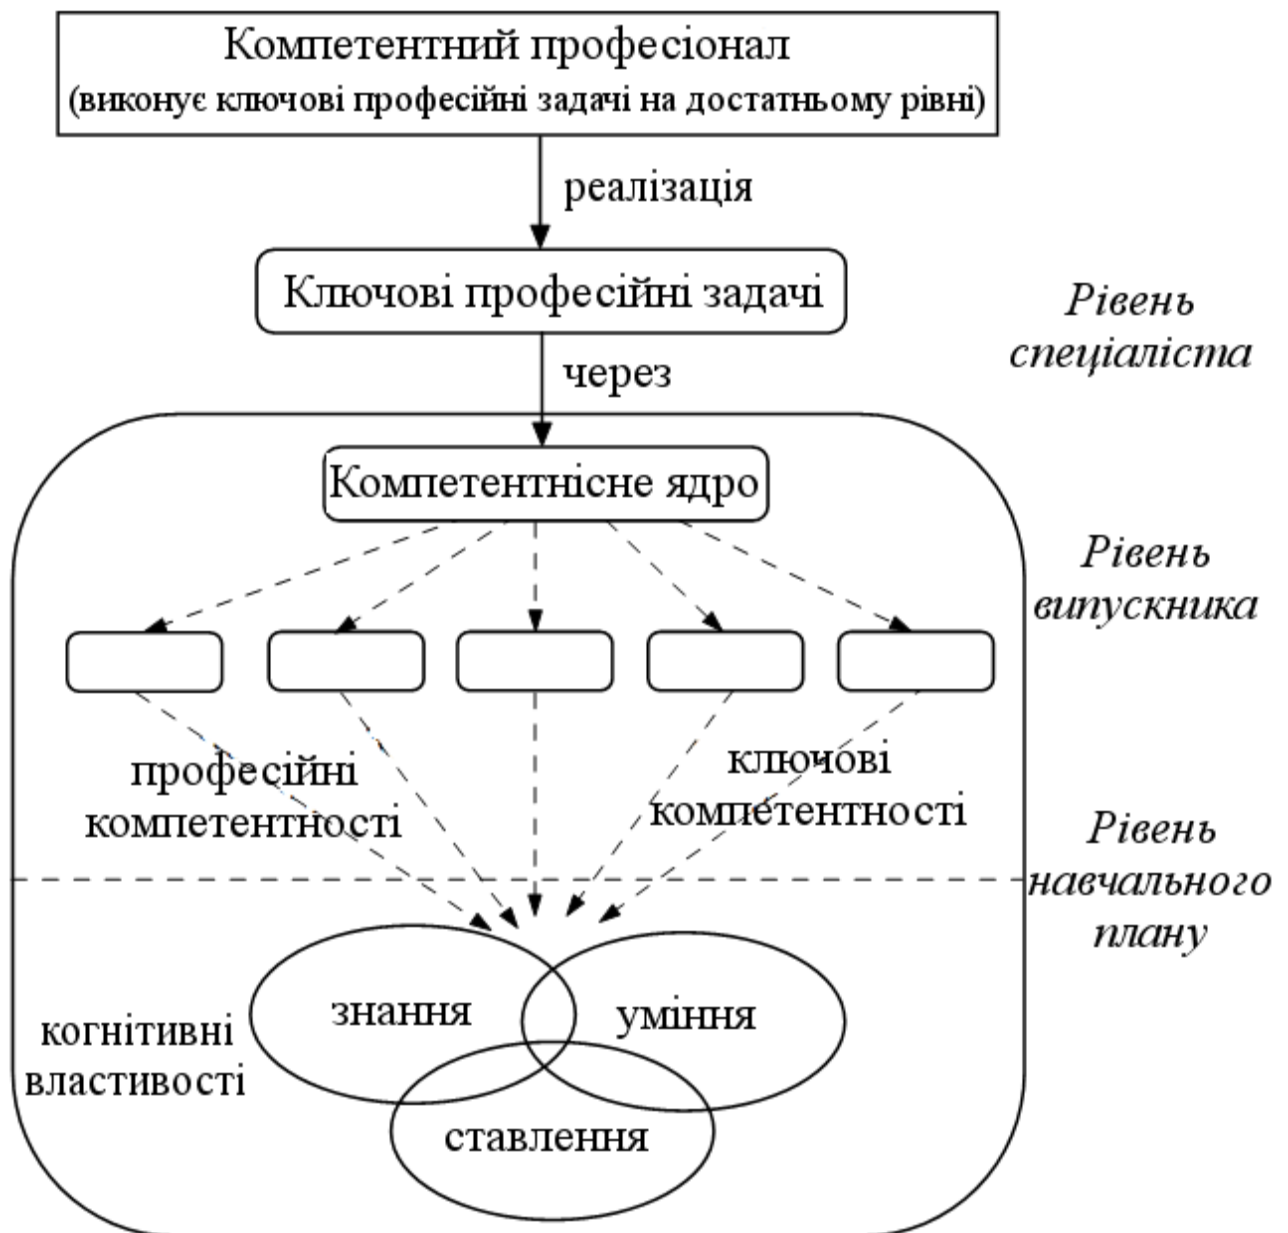 Компетентний професіонал
(виконує ключові професійні задачі на достатньому рівні)
реалізація
Ключові професійні задачі
Рівень
спеціаліста
через
Компетентнісне ядро
Рівень
випускника
професійні
компетентності
ключові
компетентності
Рівень
навчального
плану
знання
уміння
когнітивні
властивості
ставлення